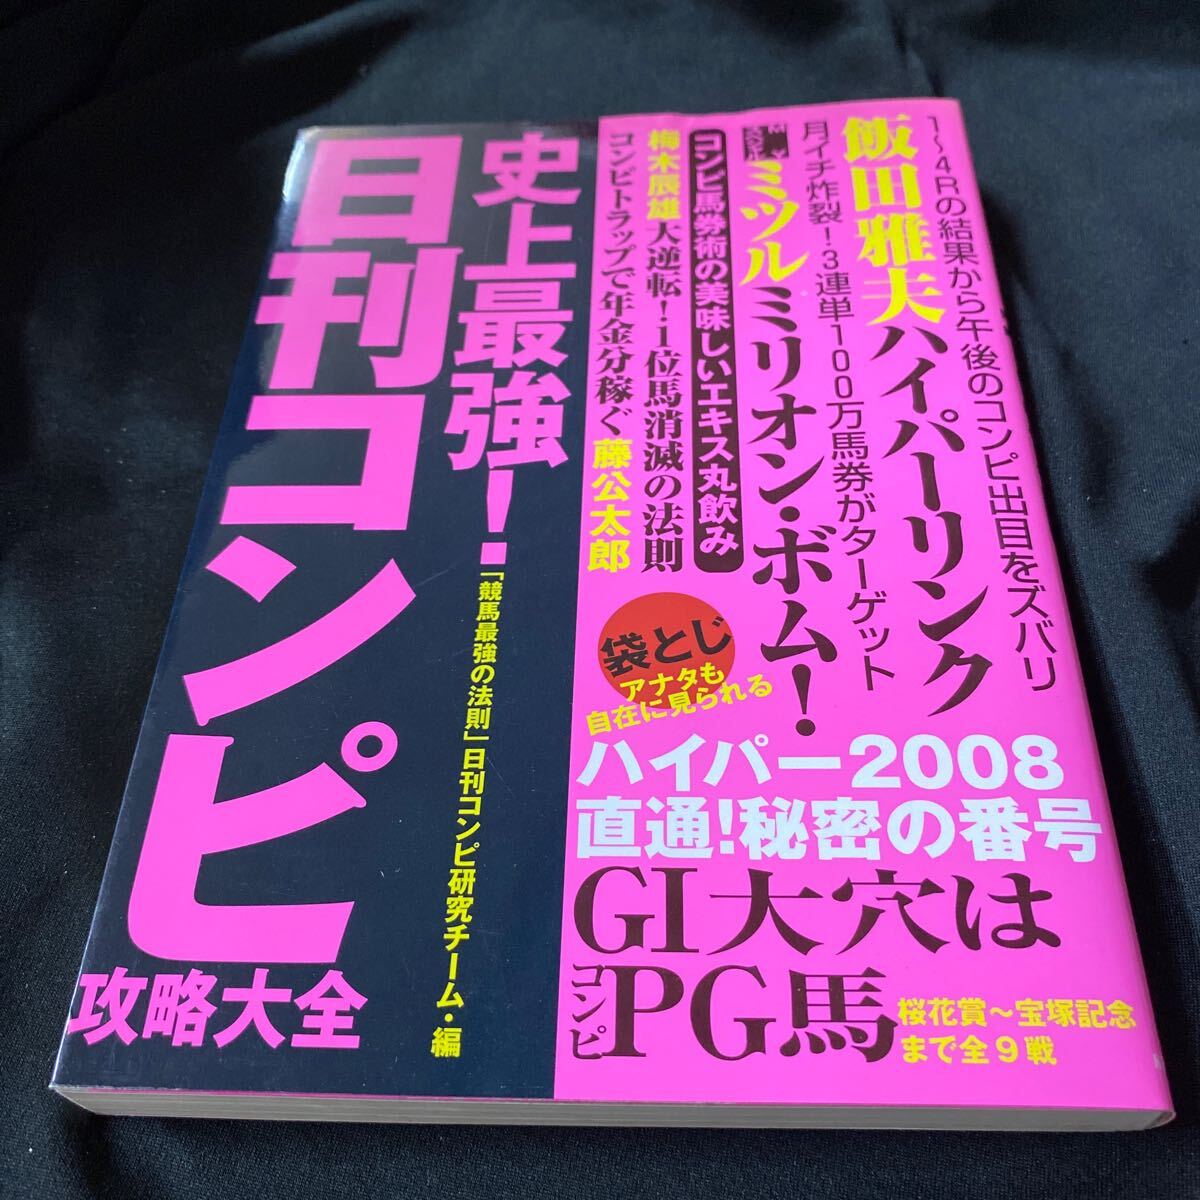 1〜4Rの結果から午後のコンピ出目をズバリ
飯田雅夫ハイパーリンク
月イチ炸裂!3連単100万馬券がターゲット
ミツルミリオン・ボム!
コンピ馬券術の美味しいエキス丸飲み
梅木辰雄大逆転!1位馬消滅の法則
コンピトラップで年金分稼ぐ 藤公太郎
袋とじ
アナタも
自在に見られる
ハイパー2008
直通!秘密の番号
GI大穴は
コンピPG馬
桜花賞〜宝塚記念
まで全9戦
史上最強!
「競馬最強の法則」日刊コンピ研究チーム・編
日刊コンピ
攻略大全